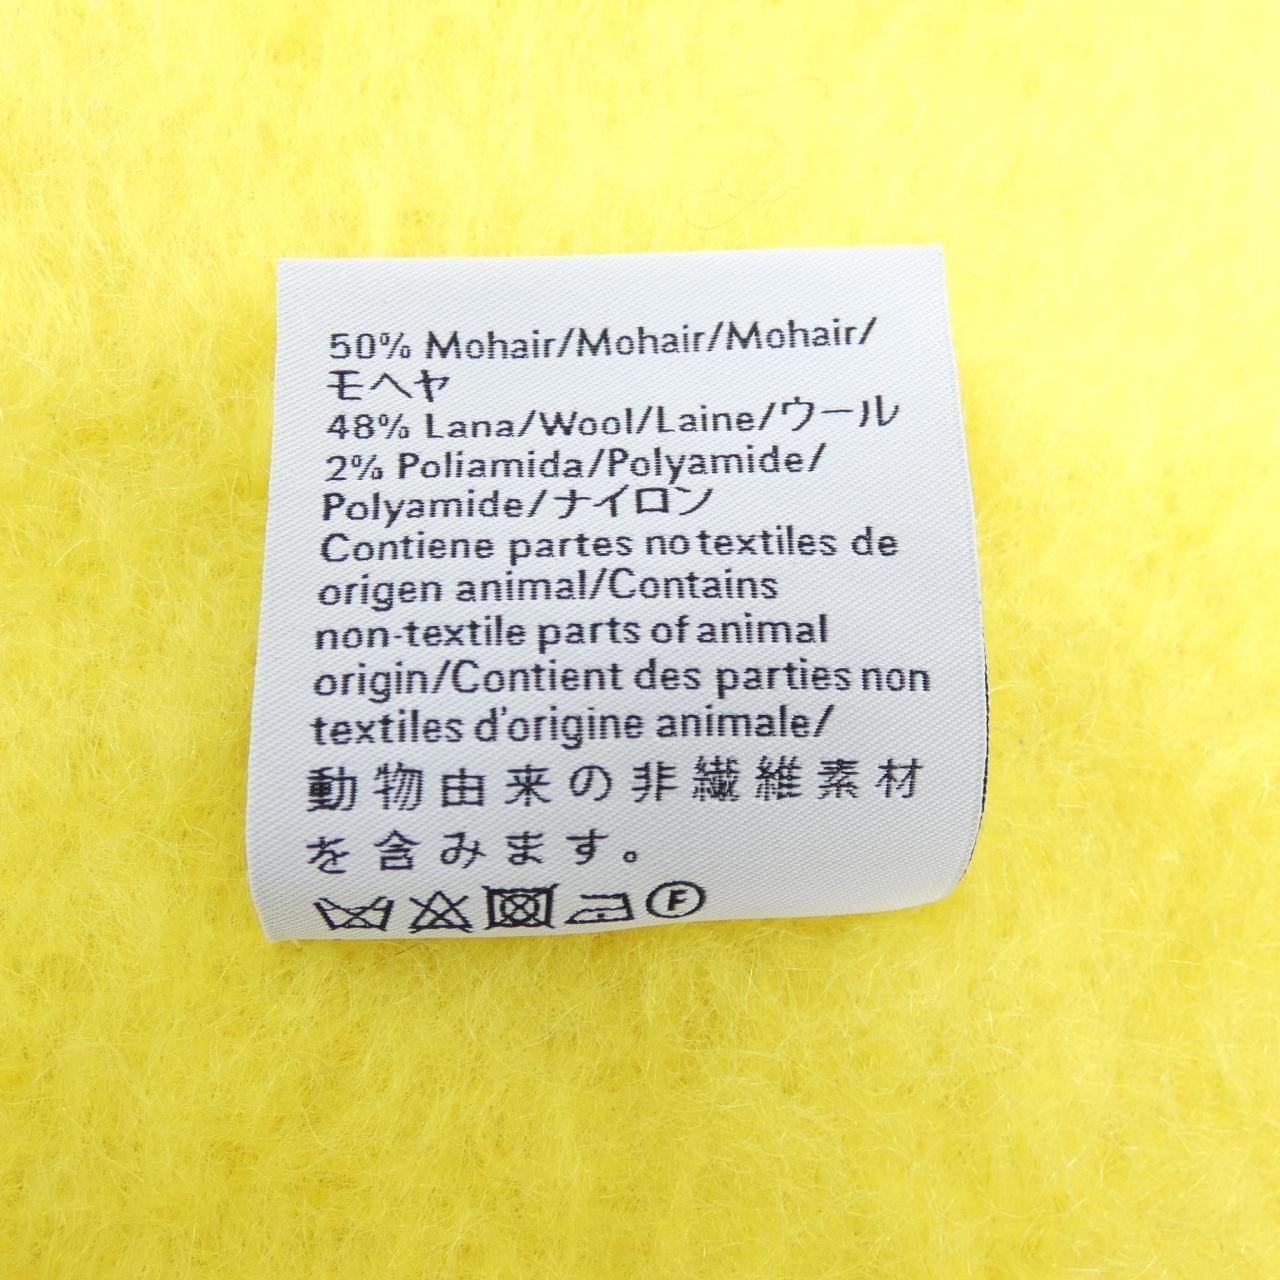 50% Mohair/Mohair/Mohair/
モヘヤ
48% Lana/Wool/Laine/ウール
2% Poliamida/Polyamide/
Polyamide/ナイロン
Contiene partes no textiles de
origen animal/Contains
non-textile parts of animal
origin/Contient des parties non
textiles d'origine animale/
動物由来の非繊維素材
を含みます。
F